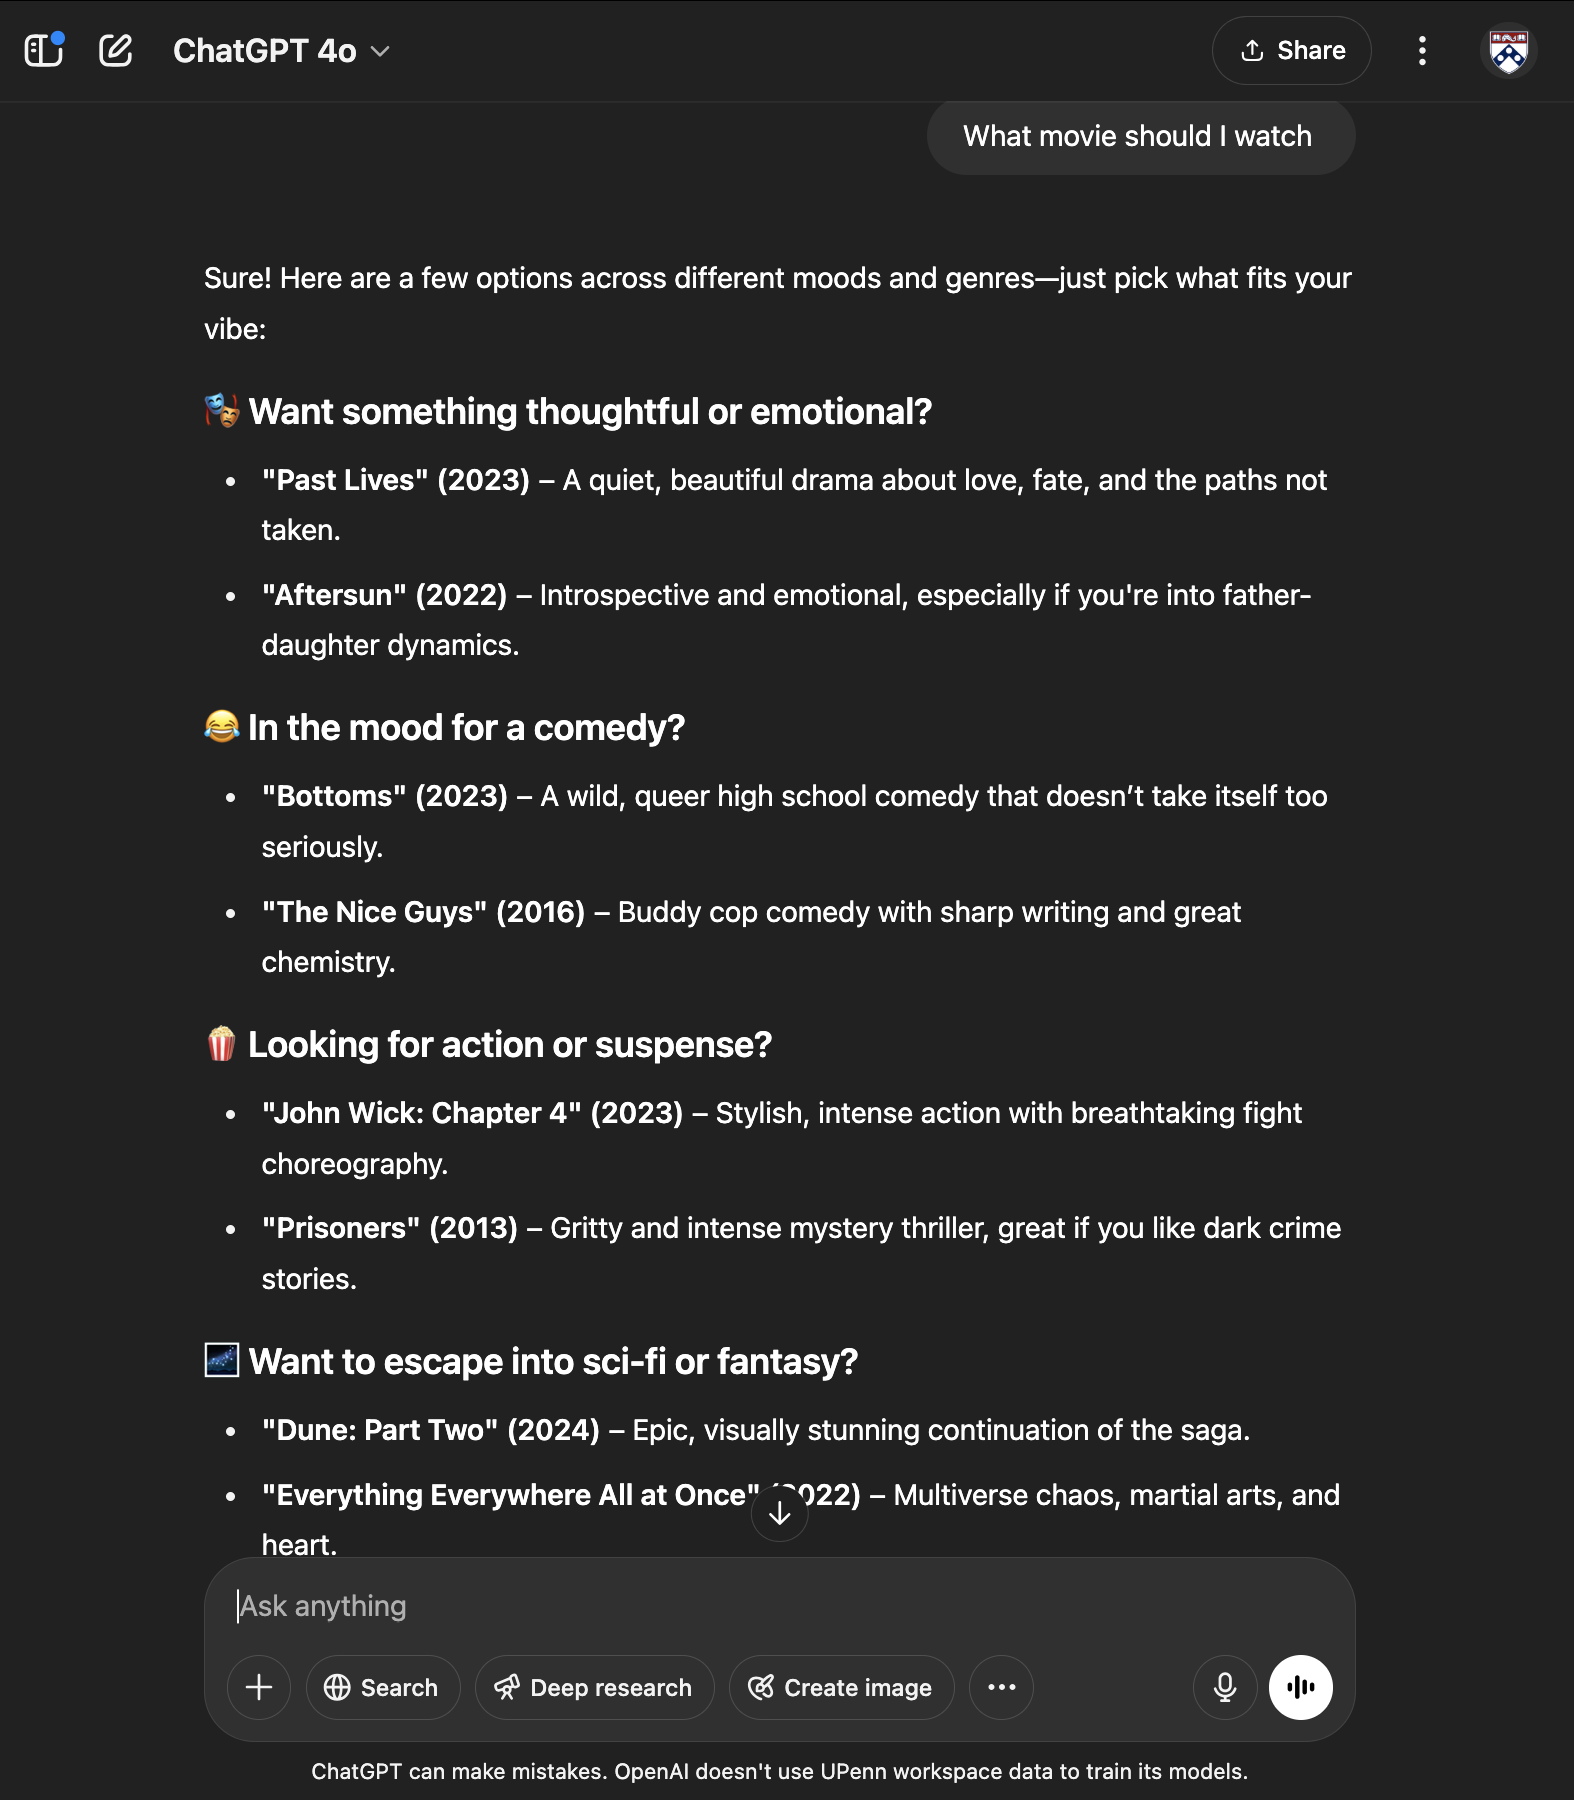 ChatGPT 4o
Share
What movie should I watch
Sure! Here are a few options across different moods and genres—just pick what fits your
vibe:
🎭 Want something thoughtful or emotional?
• "Past Lives" (2023) – A quiet, beautiful drama about love, fate, and the paths not
taken.
• "Aftersun" (2022) – Introspective and emotional, especially if you're into father-
daughter dynamics.
😂 In the mood for a comedy?
• "Bottoms" (2023) – A wild, queer high school comedy that doesn’t take itself too
seriously.
• "The Nice Guys" (2016) – Buddy cop comedy with sharp writing and great
chemistry.
🍿 Looking for action or suspense?
• "John Wick: Chapter 4" (2023) – Stylish, intense action with breathtaking fight
choreography.
• "Prisoners" (2013) – Gritty and intense mystery thriller, great if you like dark crime
stories.
🌌 Want to escape into sci-fi or fantasy?
• "Dune: Part Two" (2024) – Epic, visually stunning continuation of the saga.
• "Everything Everywhere All at Once" (2022) – Multiverse chaos, martial arts, and
heart.
Ask anything
Search
Deep research
Create image
ChatGPT can make mistakes. OpenAI doesn't use UPenn workspace data to train its models.